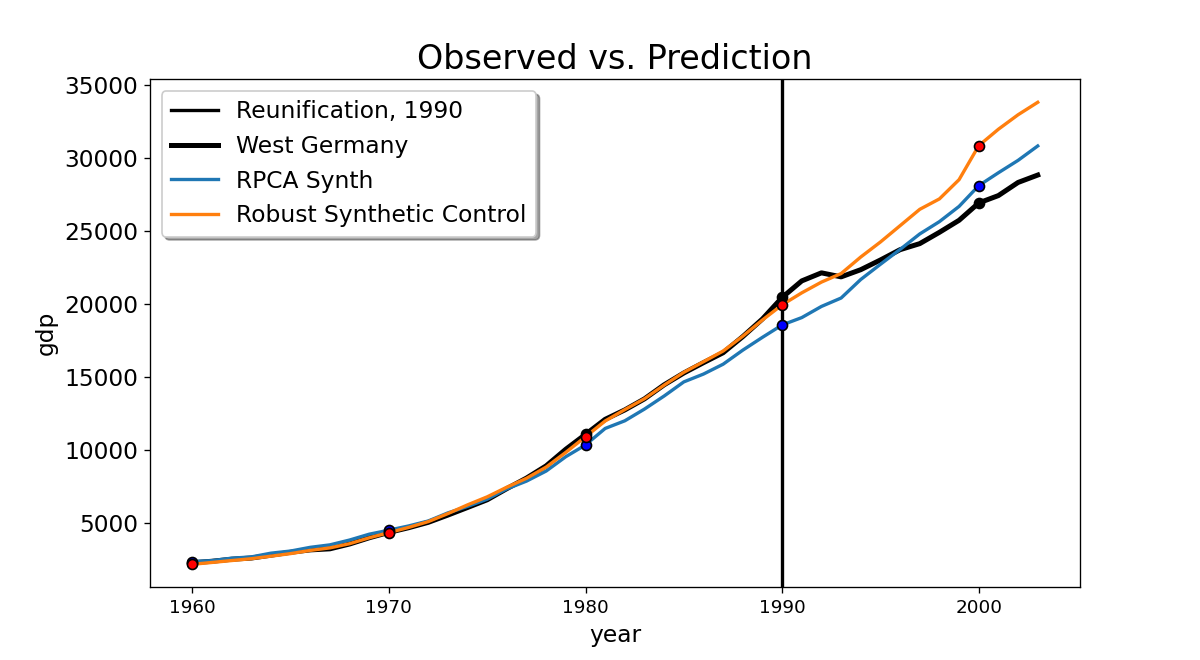 Observed vs. Prediction
35000
30000
25000
20000
15000
10000
5000
gdp
Reunification, 1990
West Germany
RPCA Synth
Robust Synthetic Control
1960
1970
1980
1990
2000
year